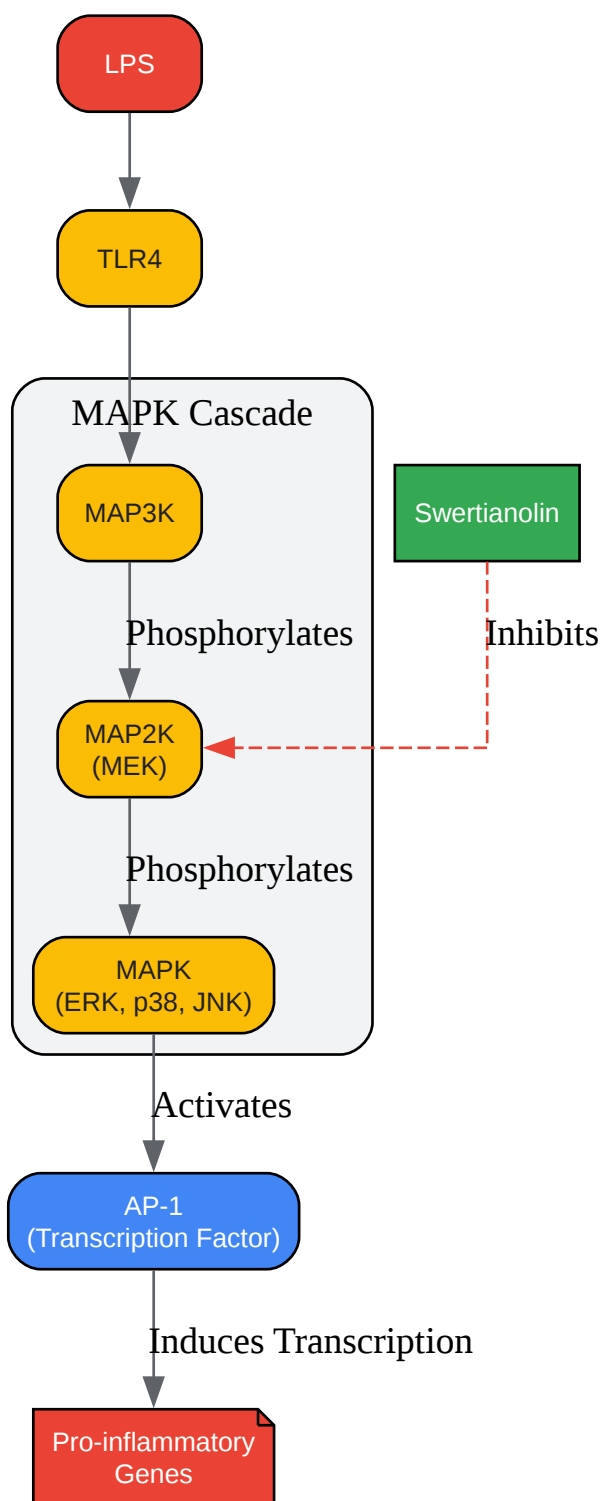 LPS
TLR4
MAPK Cascade
MAP3K
Swertianolin
Phosphorylates
Inhibits
MAP2K
(MEK)
Phosphorylates
MAPK
(ERK, p38, JNK)
Activates
AP-1
(Transcription Factor)
Induces Transcription
Pro-inflammatory
Genes